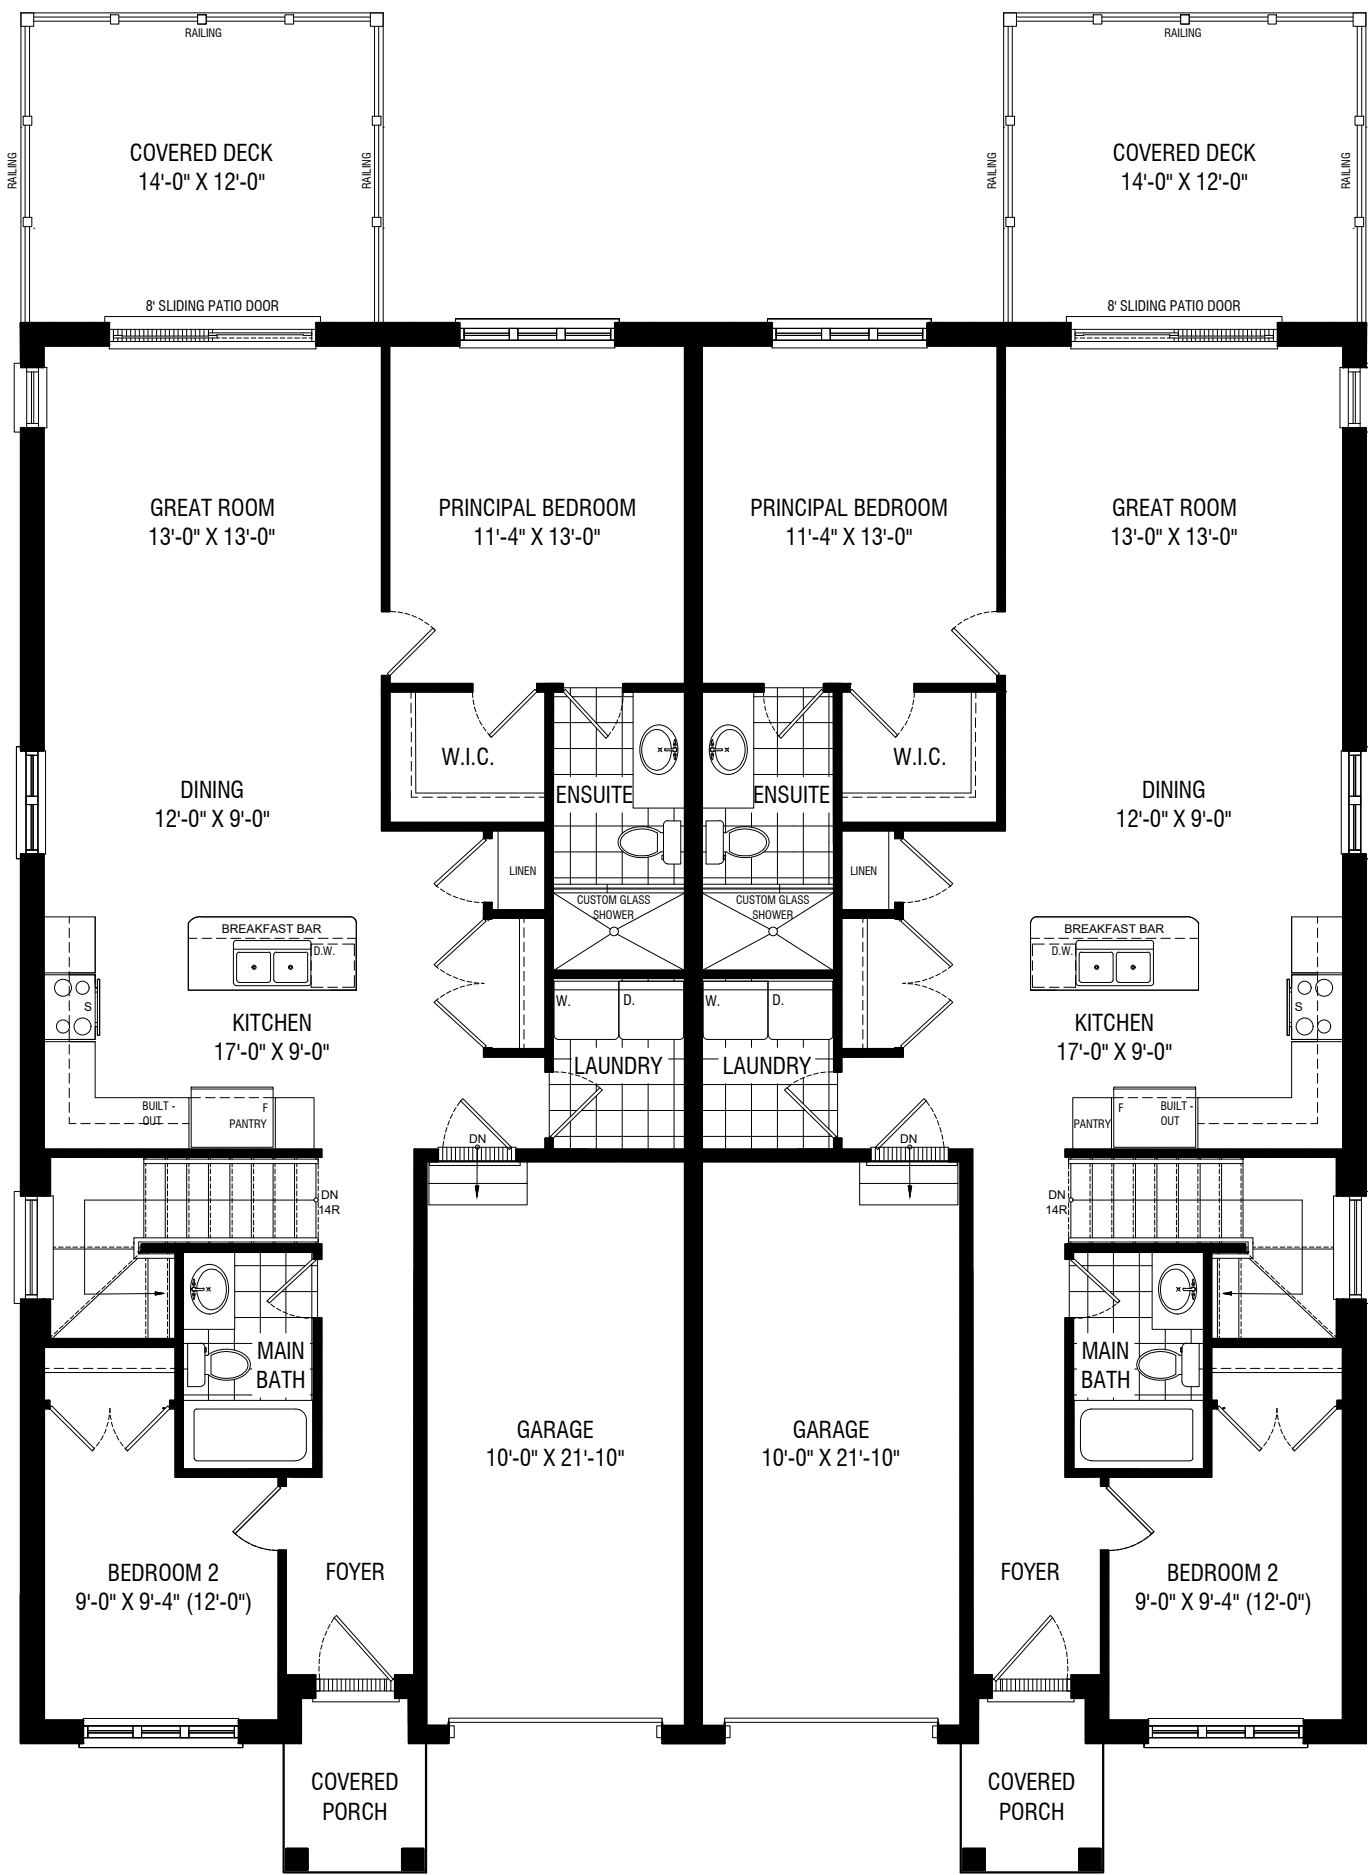 RAILING
RAILING
COVERED DECK
14'-0" X 12'-0"
RAILING
RAILING
COVERED DECK
14'-0" X 12'-0"
RAILING
RAILING
8' SLIDING PATIO DOOR
8' SLIDING PATIO DOOR
GREAT ROOM
13'-0" X 13'-0"
PRINCIPAL BEDROOM
11'-4" X 13'-0"
PRINCIPAL BEDROOM
11'-4" X 13'-0"
GREAT ROOM
13'-0" X 13'-0"
W.I.C.
W.I.C.
DINING
12'-0" X 9'-0"
ENSUITE
ENSUITE
DINING
12'-0" X 9'-0"
LINEN
LINEN
CUSTOM GLASS
SHOWER
CUSTOM GLASS
SHOWER
BREAKFAST BAR
D.W.
BREAKFAST BAR
D.W.
S
W.
D.
W.
D.
S
KITCHEN
17'-0" X 9'-0"
KITCHEN
17'-0" X 9'-0"
LAUNDRY
LAUNDRY
BUILT -
OUT
F
PANTRY
DN
DN
PANTRY
F
BUILT -
OUT
DN
14R
DN
14R
MAIN
BATH
MAIN
BATH
GARAGE
10'-0" X 21'-10"
GARAGE
10'-0" X 21'-10"
BEDROOM 2
9'-0" X 9'-4" (12'-0")
FOYER
FOYER
BEDROOM 2
9'-0" X 9'-4" (12'-0")
COVERED
PORCH
COVERED
PORCH